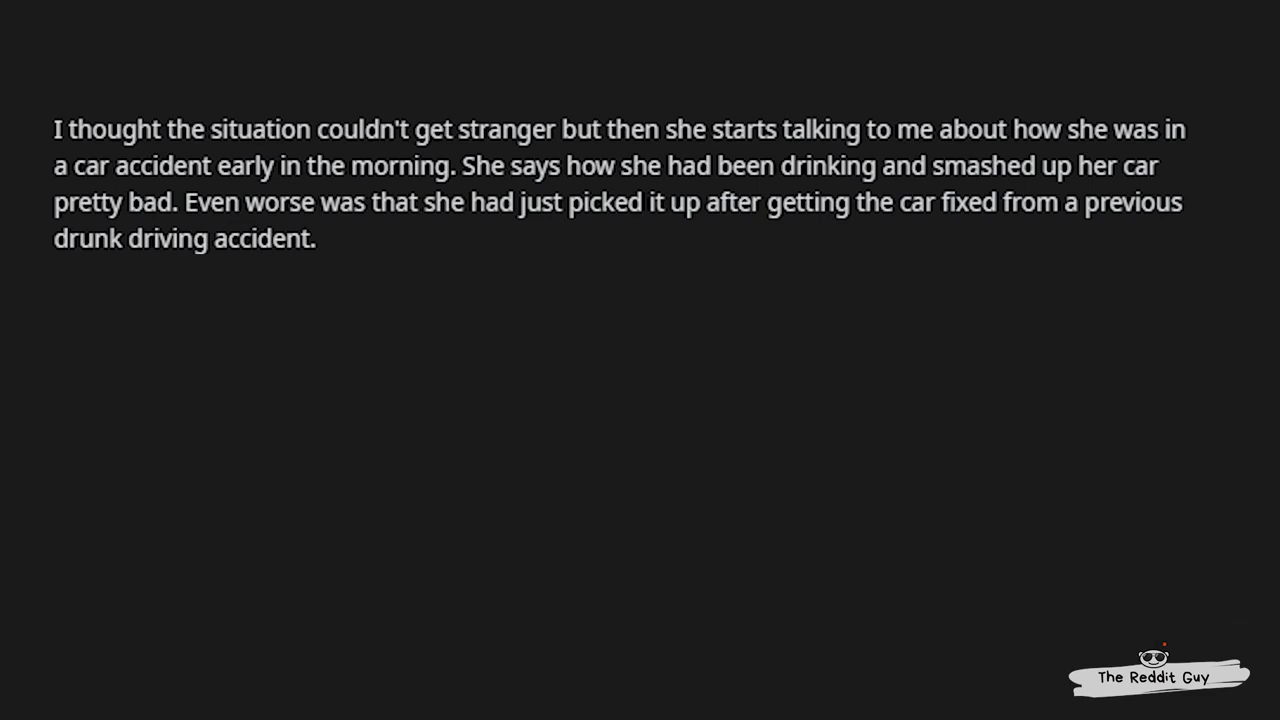 I thought the situation couldn't get stranger but then she starts talking to me about how she was in
a car accident early in the morning. She says how she had been drinking and smashed up her car
pretty bad. Even worse was that she had just picked it up after getting the car fixed from a previous
drunk driving accident.
The Reddit Guy